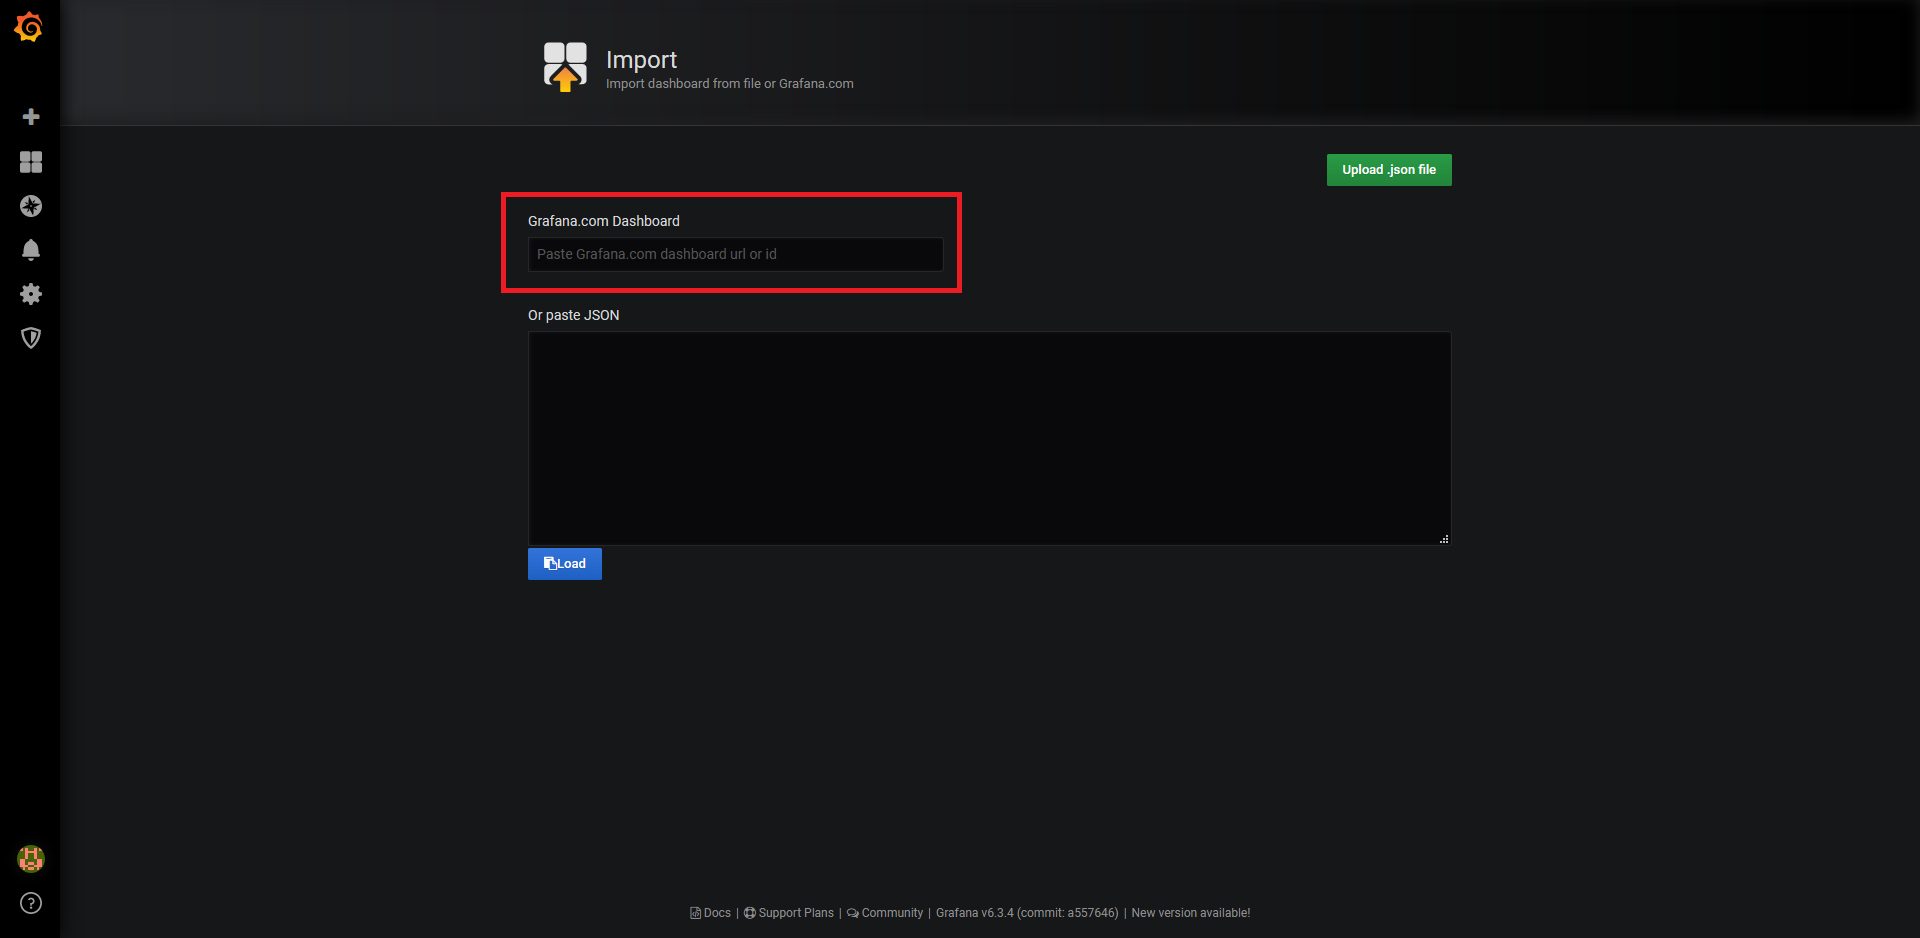 Import
Import dashboard from file or Grafana.com
Upload .json file
Grafana.com Dashboard
Paste Grafana.com dashboard url or id
Or paste JSON
Load
Docs | Support Plans | Community | Grafana v6.3.4 (commit: a557646) | New version available!